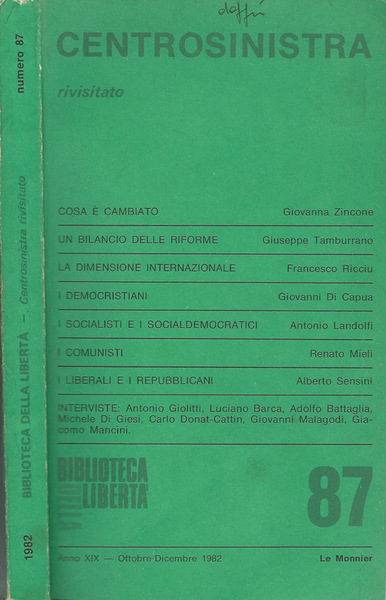 numero 87
BIBLIOTECA DELLA LIBERTÀ — Centrosinistra rivisitato
1982
CENTROSINISTRA
rivisitato
COSA È CAMBIATO Giovanna Zincone
UN BILANCIO DELLE RIFORME Giuseppe Tamburrano
LA DIMENSIONE INTERNAZIONALE Francesco Ricciu
I DEMOCRISTIANI Giovanni Di Capua
I SOCIALISTI E I SOCIALDEMOCRATICI Antonio Landolfi
I COMUNISTI Renato Mieli
I LIBERALI E I REPUBBLICANI Alberto Sensini
INTERVISTE: Antonio Giolitti, Luciano Barca, Adolfo Battaglia,
Michele Di Giesi, Carlo Donat-Cattin, Giovanni Malagodi, Gia-
como Mancini.
BIBLIOTECA
DELLA LIBERTÀ
87
Anno XIX — Ottobre-Dicembre 1982 Le Monnier